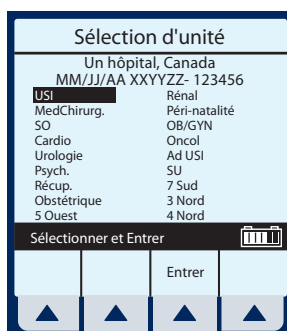 Sélection d'unité
Un hôpital, Canada
MM/JJ/AA XXYYZZ- 123456
USI Rénal
MedChirurg. Péri-natalité
SO OB/GYN
Cardio Oncol
Urologie Ad USI
Psych. SU
Récup. 7 Sud
Obstétrique 3 Nord
5 Ouest 4 Nord
Sélectionner et Entrer
Entrer